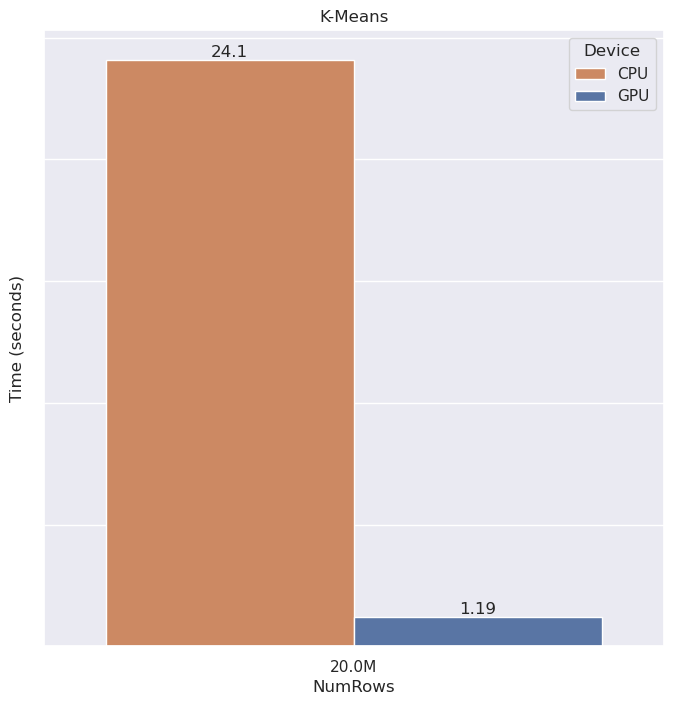 K-Means
24.1
Device
CPU
GPU
Time (seconds)
1.19
20.0M
NumRows